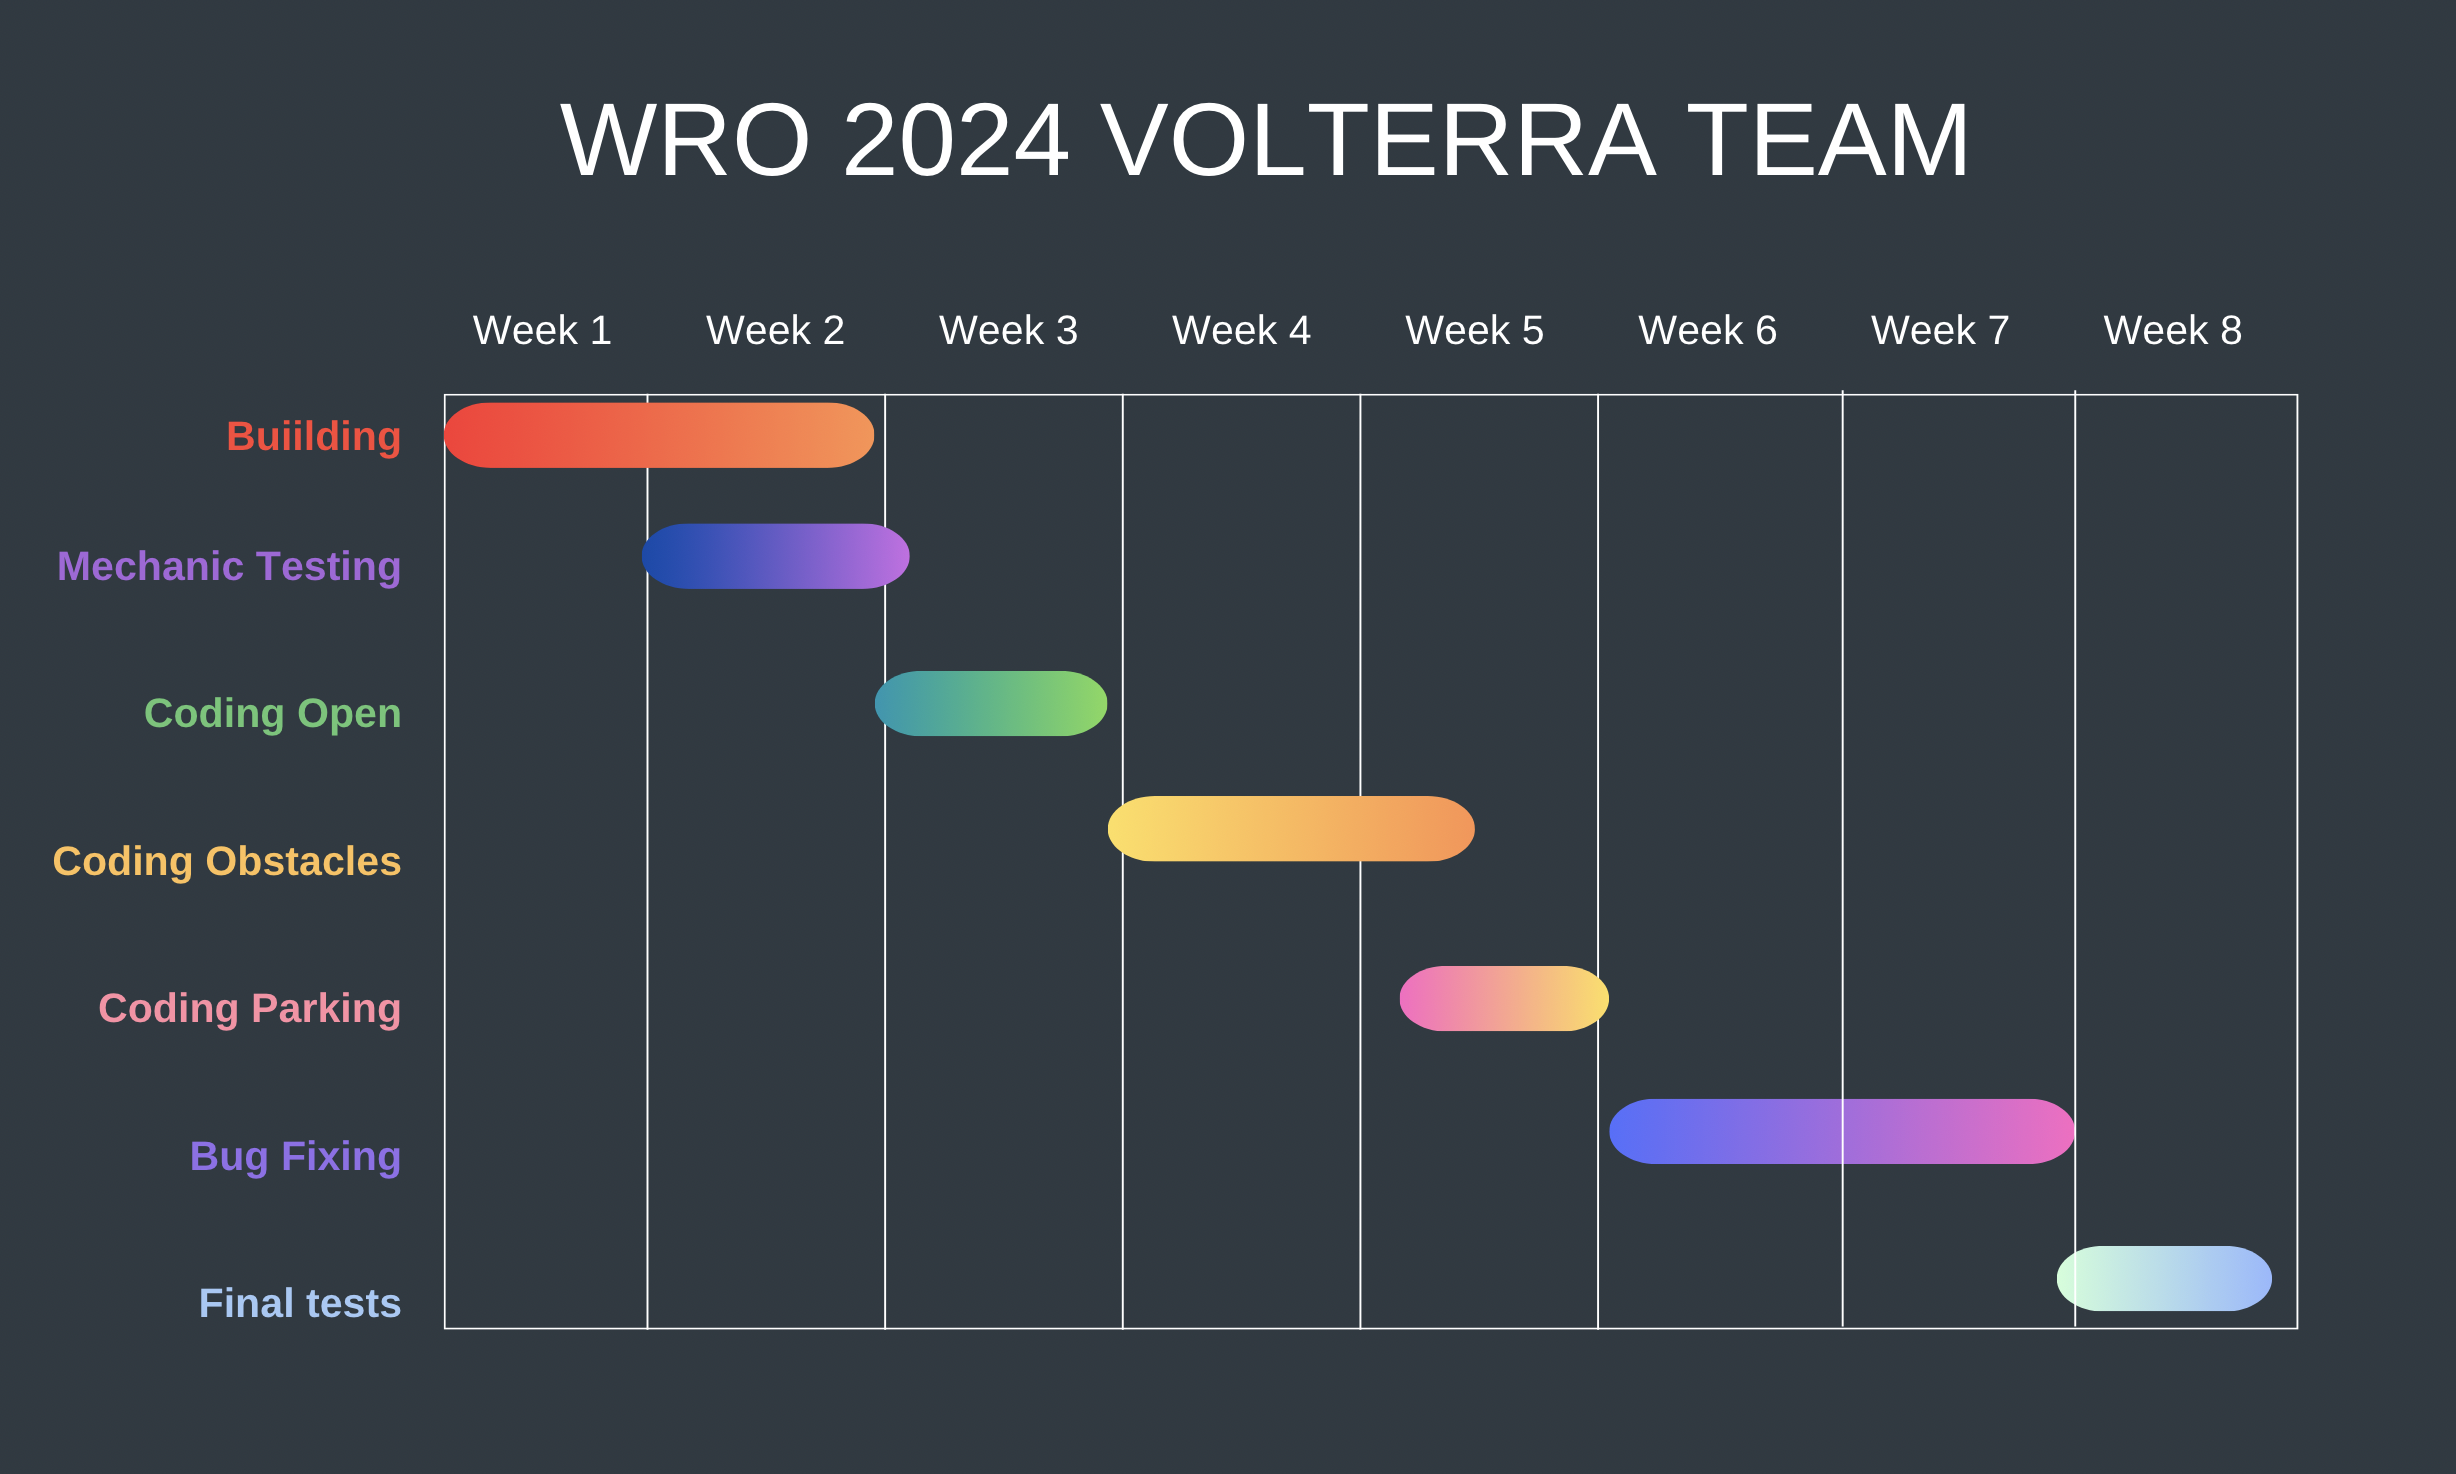 WRO 2024 VOLTERRA TEAM
Week 1 Week 2 Week 3 Week 4 Week 5 Week 6 Week 7 Week 8
Buiilding
Mechanic Testing
Coding Open
Coding Obstacles
Coding Parking
Bug Fixing
Final tests